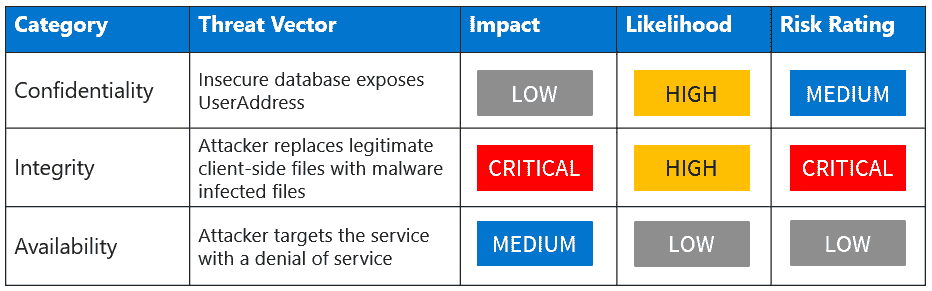 Category Threat Vector Impact Likelihood Risk Rating
Confidentiality
Insecure database exposes
UserAddress
LOW HIGH MEDIUM
Integrity
Attacker replaces legitimate
client-side files with malware
infected files
CRITICAL HIGH CRITICAL
Availability
Attacker targets the service
with a denial of service
MEDIUM LOW LOW